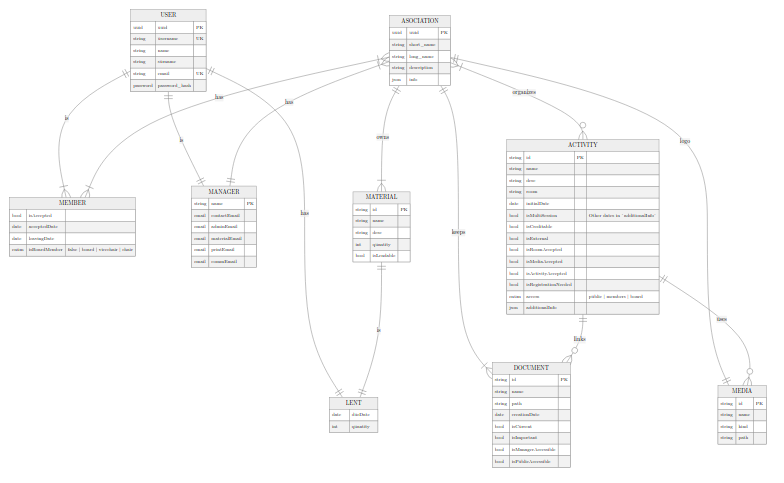 USER
uuid uuid PK
string username UK
string name
string surname
string email UK
password password_hash
ASOCIATION
uuid uuid PK
string short_name
string long_name
string description
json info
is
has
is
has
has
owns
keeps
organises
logo
MEMBER
bool isAccepted
date acceptedDate
date leavingDate
enum isBoardMember false | board | vicechair | chair
MANAGER
string name PK
email contactEmail
email adminEmail
email materialEmail
email printEmail
email commEmail
MATERIAL
string id PK
string name
string desc
int quantity
bool isLendable
ACTIVITY
string id PK
string name
string desc
string room
date initialDate
bool isMultiSession Other dates in 'additionalInfo'
bool isCreditable
bool isExternal
bool isRoomAccepted
bool isMediaAccepted
bool isActivityAccepted
bool isRegistrationNeeded
enum access public | members | board
json additionalInfo
is
links
uses
LENT
date dueDate
int quantity
DOCUMENT
string id PK
string name
string path
date creationDate
bool isCurrent
bool isImportant
bool isManagerAccessible
bool isPublicAccessible
MEDIA
string id PK
string name
string kind
string path